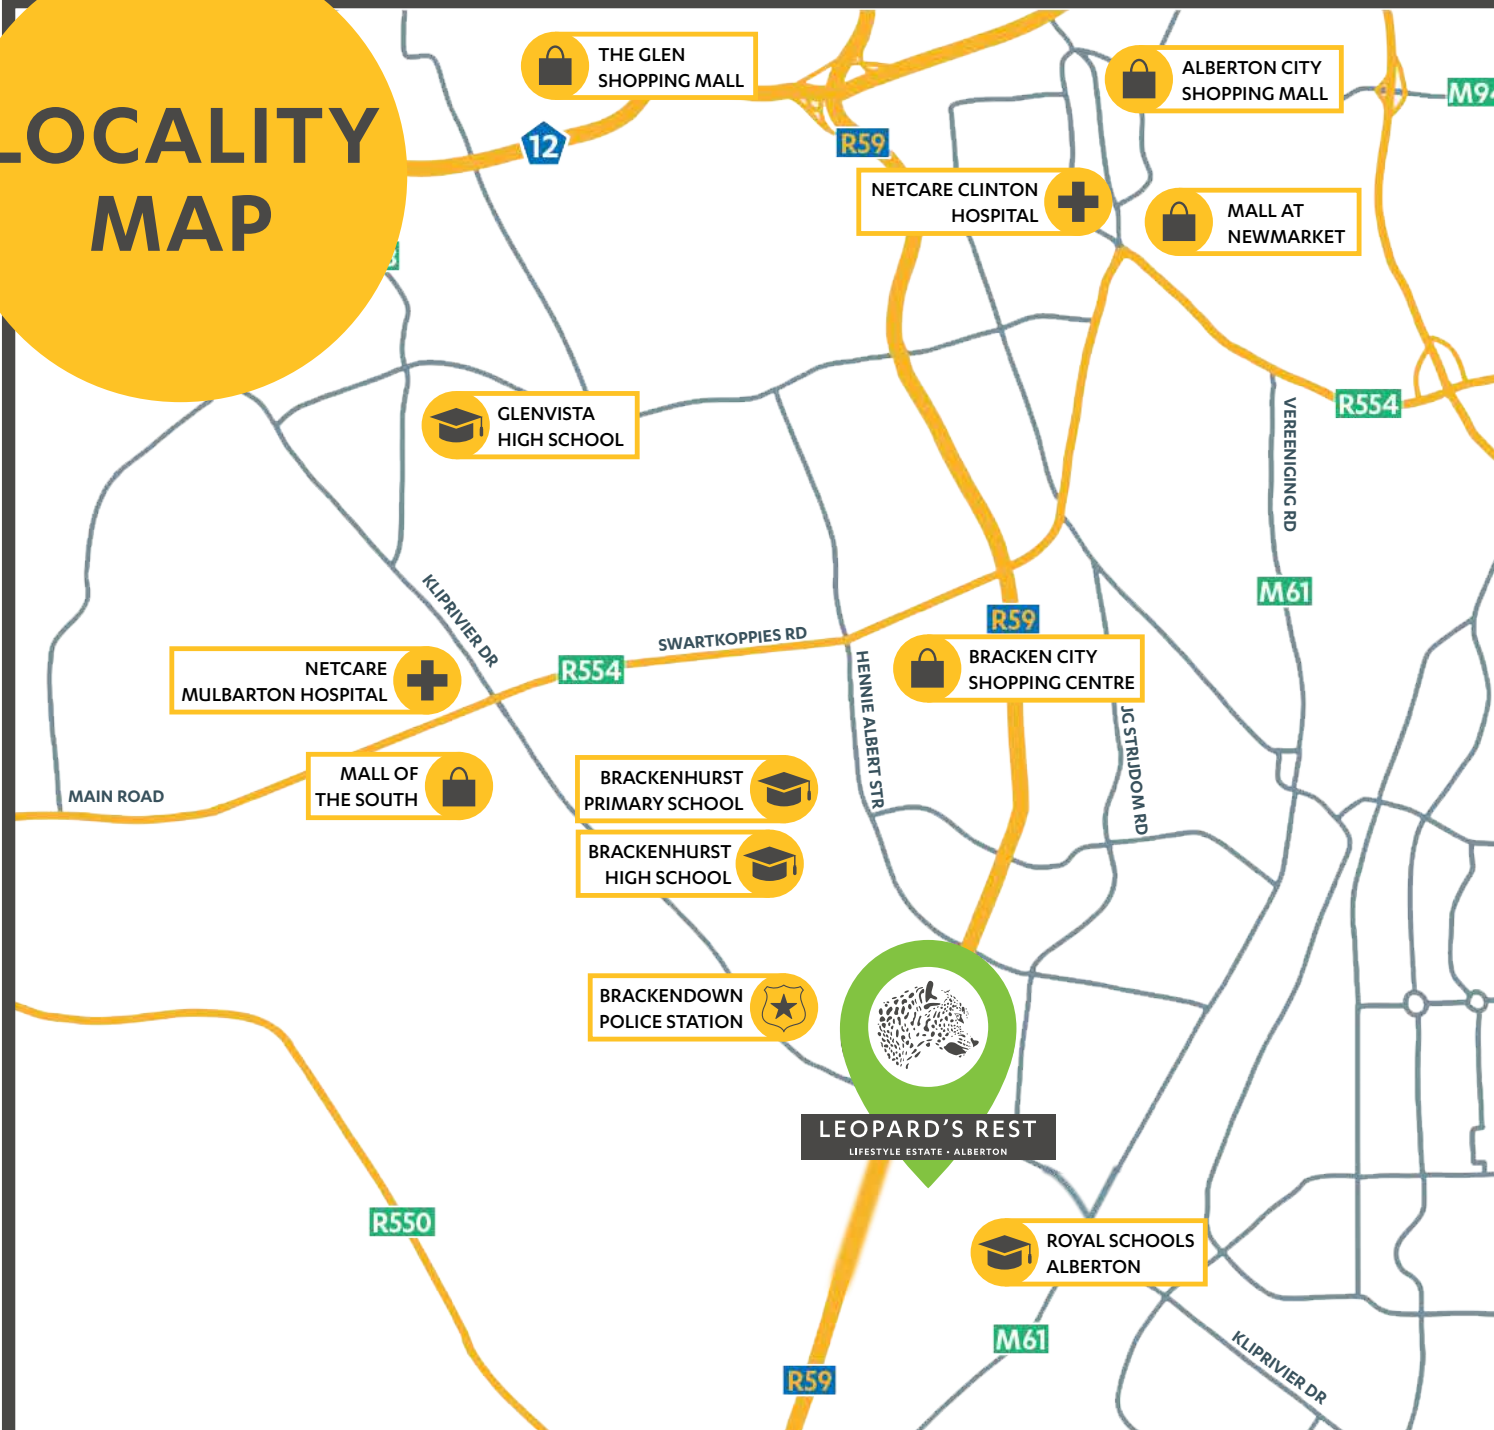 LOCALITY
MAP
THE GLEN
SHOPPING MALL
ALBERTON CITY
SHOPPING MALL
12
R59
NETCARE CLINTON
HOSPITAL
MALL AT
NEWMARKET
GLENVISTA
HIGH SCHOOL
R554
VEREENIGING RD
M61
KLIPRIVIER DR
SWARTKOPPIES RD
R554
R59
NETCARE
MULBARTON HOSPITAL
BRACKEN CITY
SHOPPING CENTRE
HENNIE ALBERT STR
JG STRIJDOM RD
MAIN ROAD
MALL OF
THE SOUTH
BRACKENHURST
PRIMARY SCHOOL
BRACKENHURST
HIGH SCHOOL
BRACKENDOWN
POLICE STATION
LEOPARD'S REST
LIFESTYLE ESTATE • ALBERTON
R550
ROYAL SCHOOLS
ALBERTON
M61
KLIPRIVIER DR
R59